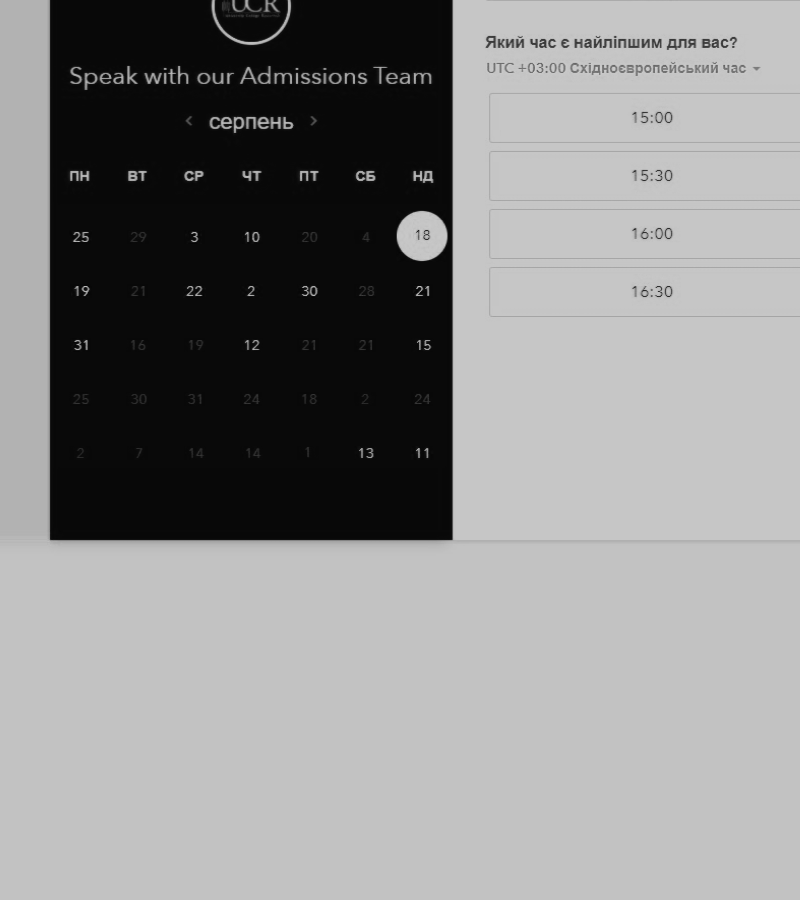 UCR
Speak with our Admissions Team
серпень
ПН ВТ СР ЧТ ПТ СБ НД
25 29 3 10 20 4 18
19 21 22 2 30 28 21
31 16 19 12 21 21 15
25 30 31 24 18 2 24
2 7 14 14 1 13 11
Який час є найліпшим для вас?
UTC +03:00 Східноєвропейський час
15:00
15:30
16:00
16:30